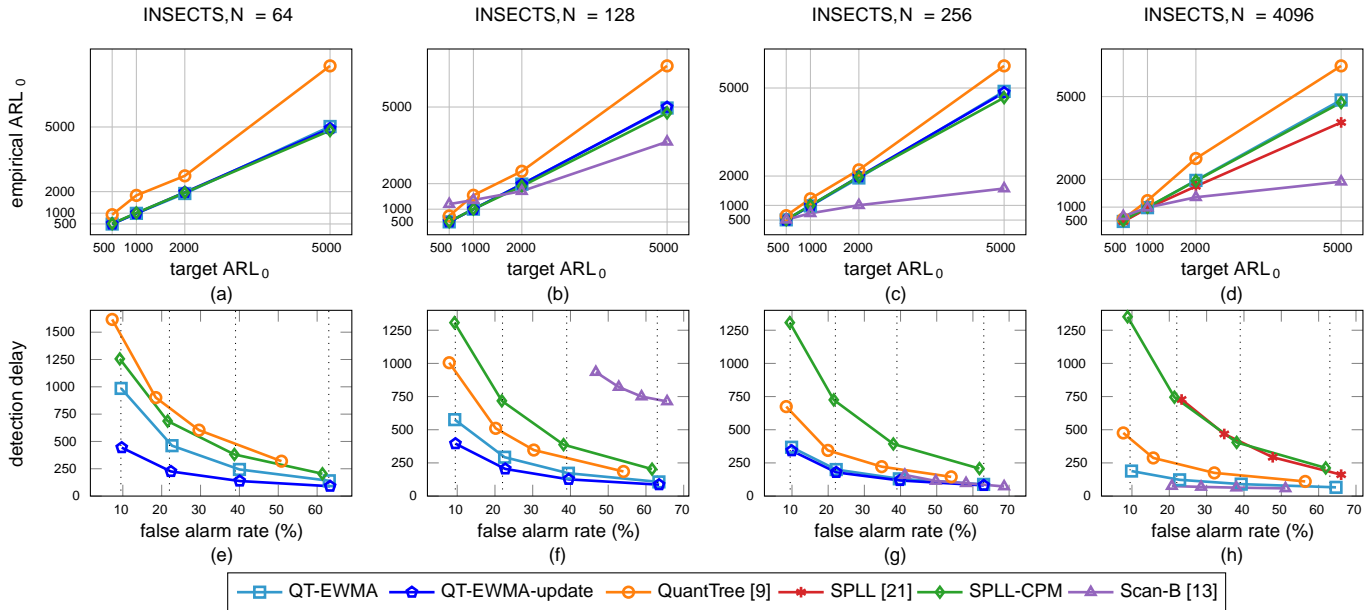 INSECTS,N = 64
INSECTS,N = 128
INSECTS,N = 256
INSECTS,N = 4096
empirical ARL 0
5000
2000
1000
500
500 1000 2000 5000
target ARL 0
(a)
5000
2000
1000
500
500 1000 2000 5000
target ARL 0
(b)
5000
2000
1000
500
500 1000 2000 5000
target ARL 0
(c)
5000
2000
1000
500
500 1000 2000 5000
target ARL 0
(d)
detection delay
1500
1250
1000
750
500
250
0
10 20 30 40 50 60
false alarm rate (%)
(e)
1250
1000
750
500
250
0
10 20 30 40 50 60 70
false alarm rate (%)
(f)
1250
1000
750
500
250
0
10 20 30 40 50 60 70
false alarm rate (%)
(g)
1250
1000
750
500
250
0
10 20 30 40 50 60 70
false alarm rate (%)
(h)
QT-EWMA QT-EWMA-update QuantTree [9] SPLL [21] SPLL-CPM Scan-B [13]